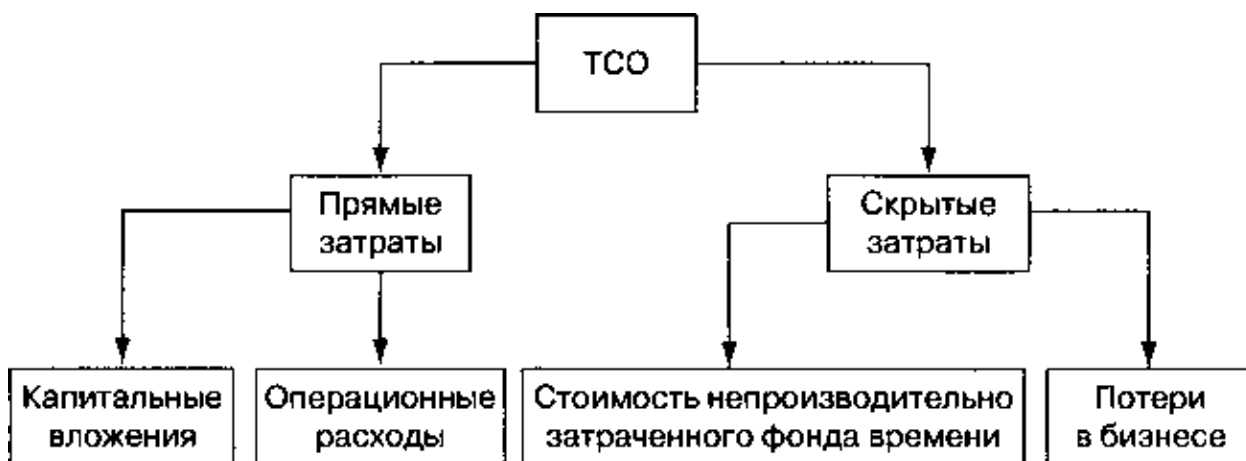 ТСО
Прямые
затраты
Скрытые
затраты
Капитальные
вложения
Операционные
расходы
Стоимость непроизводительно
затраченного фонда времени
Потери
в бизнесе